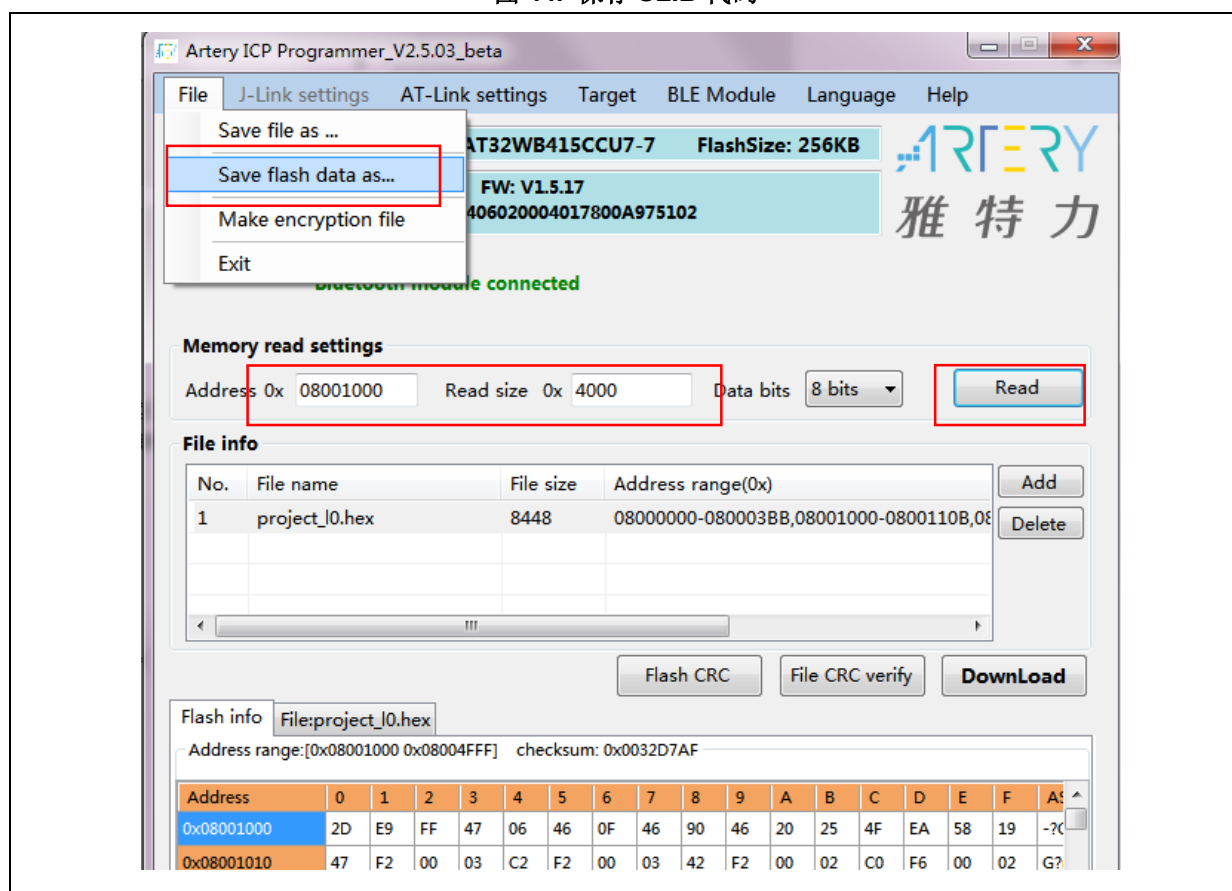 Artery ICP Programmer_V2.5.03_beta
File J-Link settings AT-Link settings Target BLE Module Language Help
Save file as ...
Save flash data as...
Make encryption file
Exit
AT32WB415CCU7-7 FlashSize: 256KB
FW: V1.5.17
406020004017800A975102
ARTERY
雅特力
connected
Memory read settings
Address 0x 08001000 Read size 0x 4000 Data bits 8 bits Read
File info
No. File name File size Address range(0x)
1 project_l0.hex 8448 08000000-080003BB,08001000-0800110B,08
Add
Delete
Flash CRC File CRC verify DownLoad
Flash info File:project_l0.hex
Address range:[0x08001000 0x08004FFF] checksum: 0x0032D7AF
Address 0 1 2 3 4 5 6 7 8 9 A B C D E F AS
0x08001000 2D E9 FF 47 06 46 0F 46 90 46 20 25 4F EA 58 19 -?G
0x08001010 47 F2 00 03 C2 F2 00 03 42 F2 00 02 C0 F6 00 02 G?